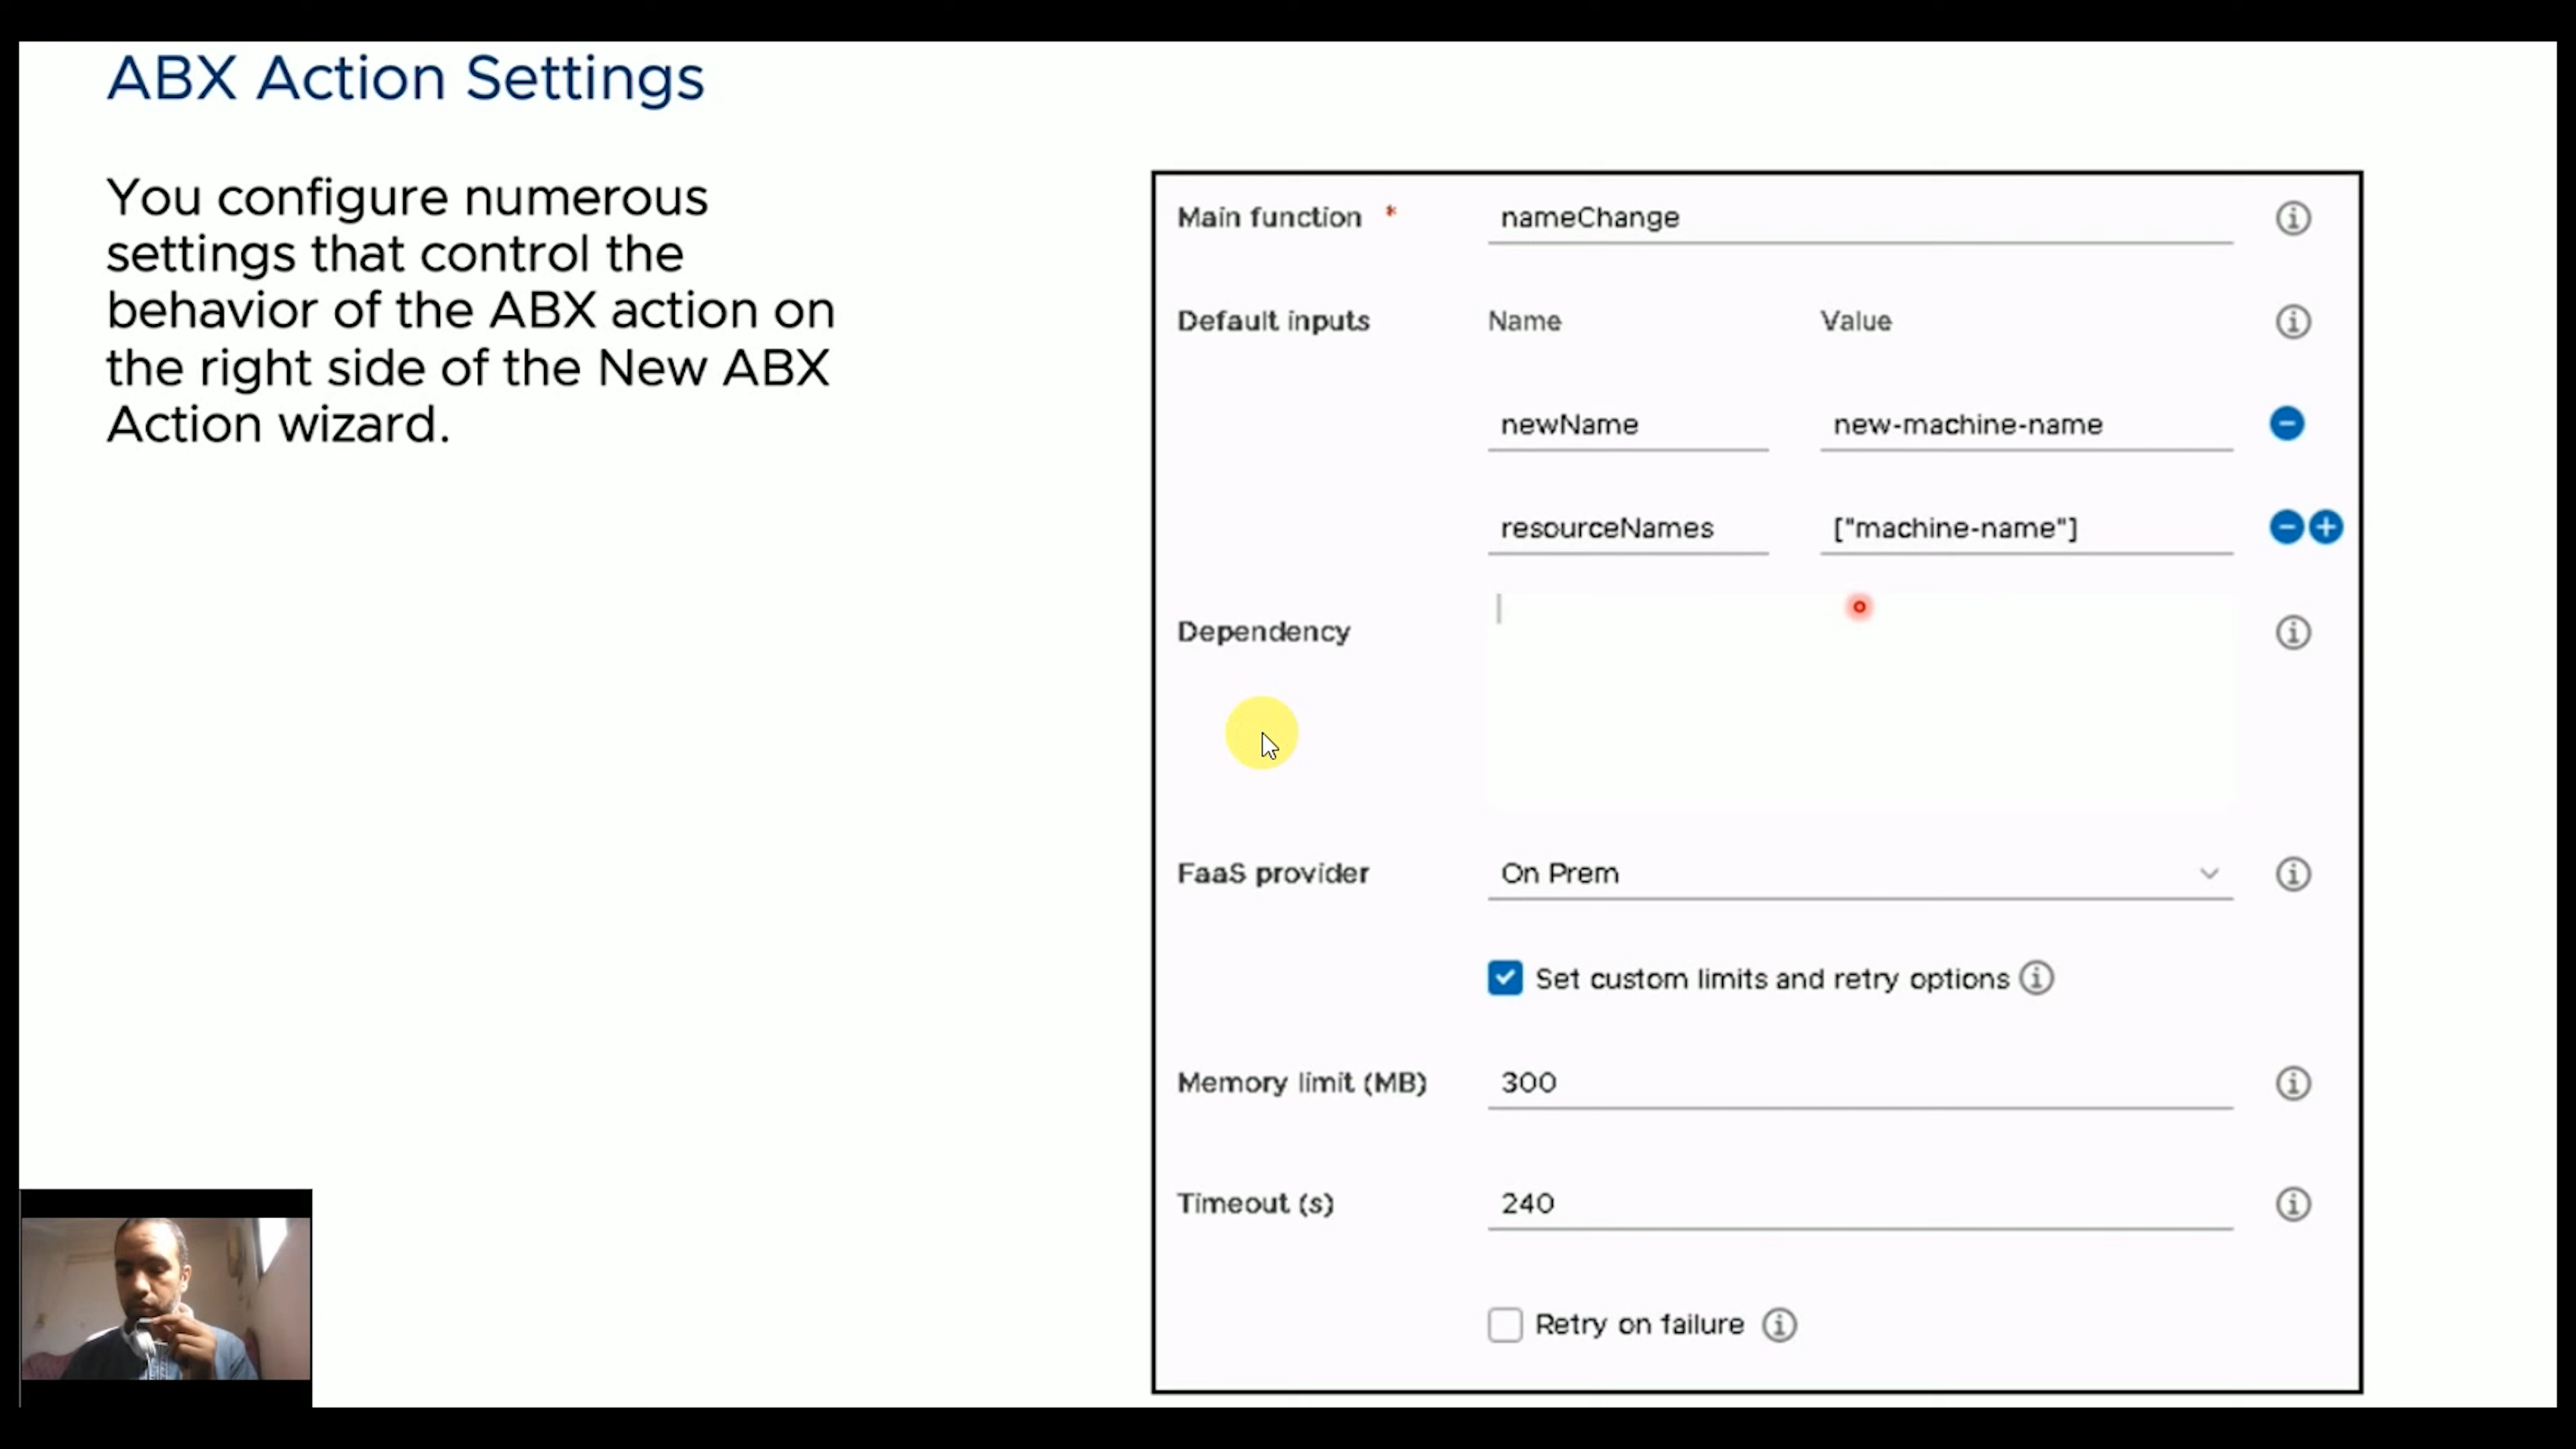 ABX Action Settings
You configure numerous
settings that control the
behavior of the ABX action on
the right side of the New ABX
Action wizard.
Main function * nameChange
Default inputs Name Value
newName new-machine-name
resourceNames ["machine-name"]
Dependency
FaaS provider On Prem
Set custom limits and retry options
Memory limit (MB) 300
Timeout (s) 240
Retry on failure